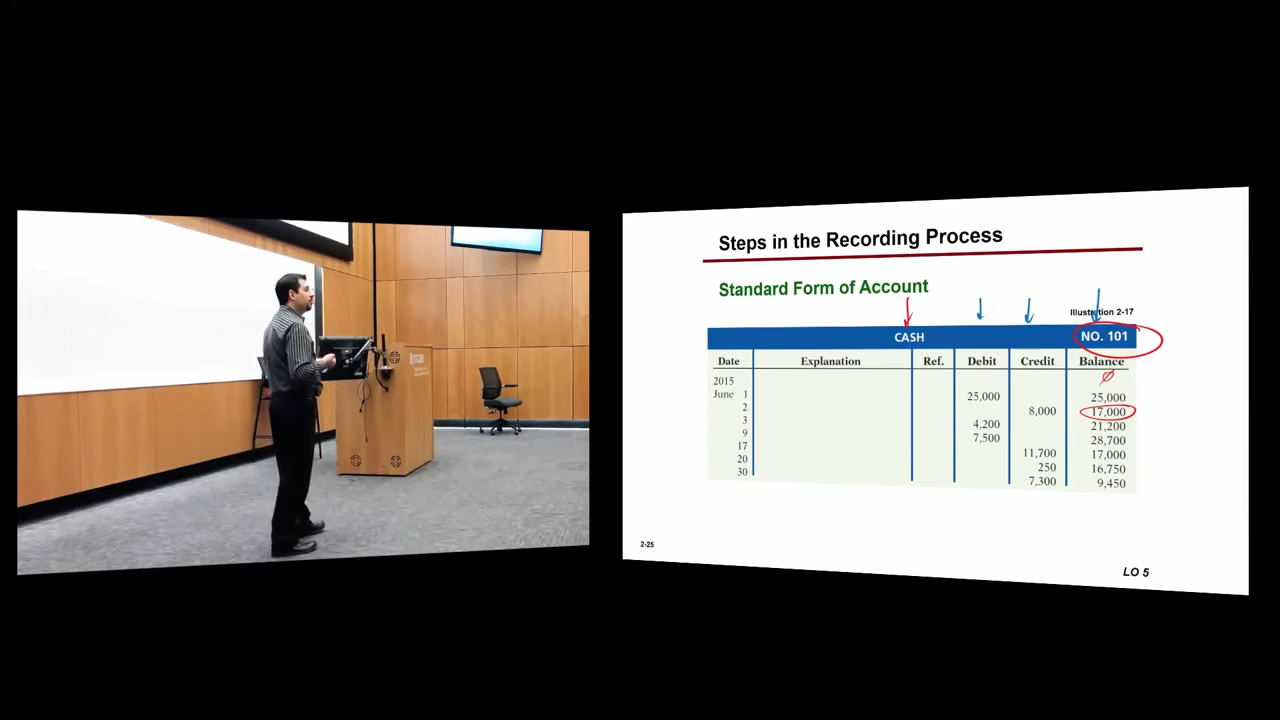 Steps in the Recording Process
Standard Form of Account
Illustration 2-17
CASH NO. 101
Date Explanation Ref. Debit Credit Balance
Ø
2015
June 1 25,000 25,000
2 8,000 17,000
3 4,200 21,200
9 7,500 28,700
17 11,700 17,000
20 250 16,750
30 7,300 9,450
2-25
LO 5